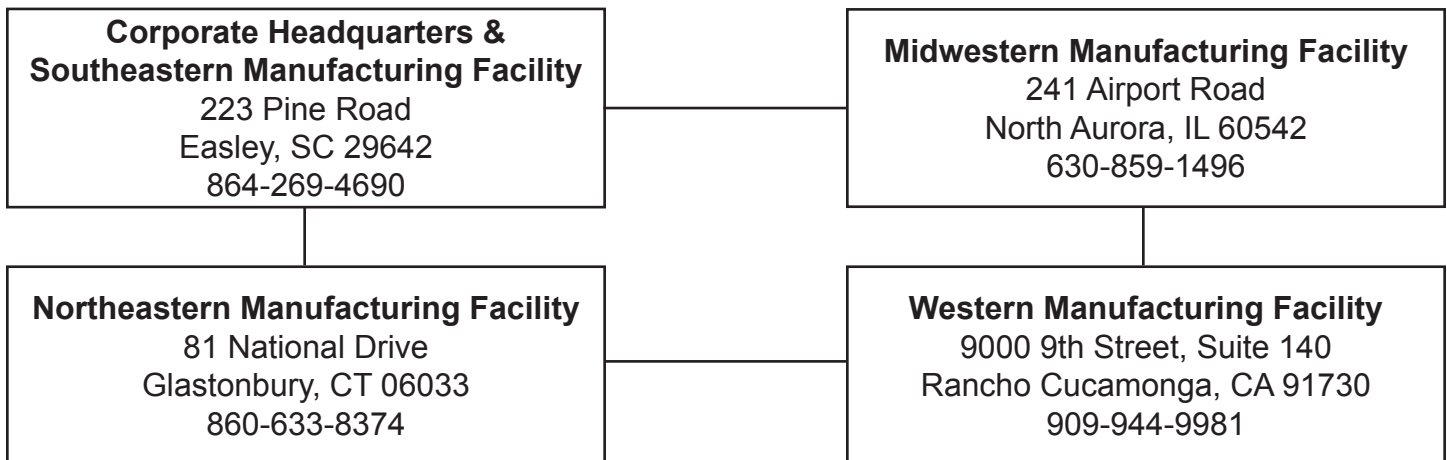 Corporate Headquarters &
Southeastern Manufacturing Facility
223 Pine Road
Easley, SC 29642
864-269-4690
Midwestern Manufacturing Facility
241 Airport Road
North Aurora, IL 60542
630-859-1496
Northeastern Manufacturing Facility
81 National Drive
Glastonbury, CT 06033
860-633-8374
Western Manufacturing Facility
9000 9th Street, Suite 140
Rancho Cucamonga, CA 91730
909-944-9981